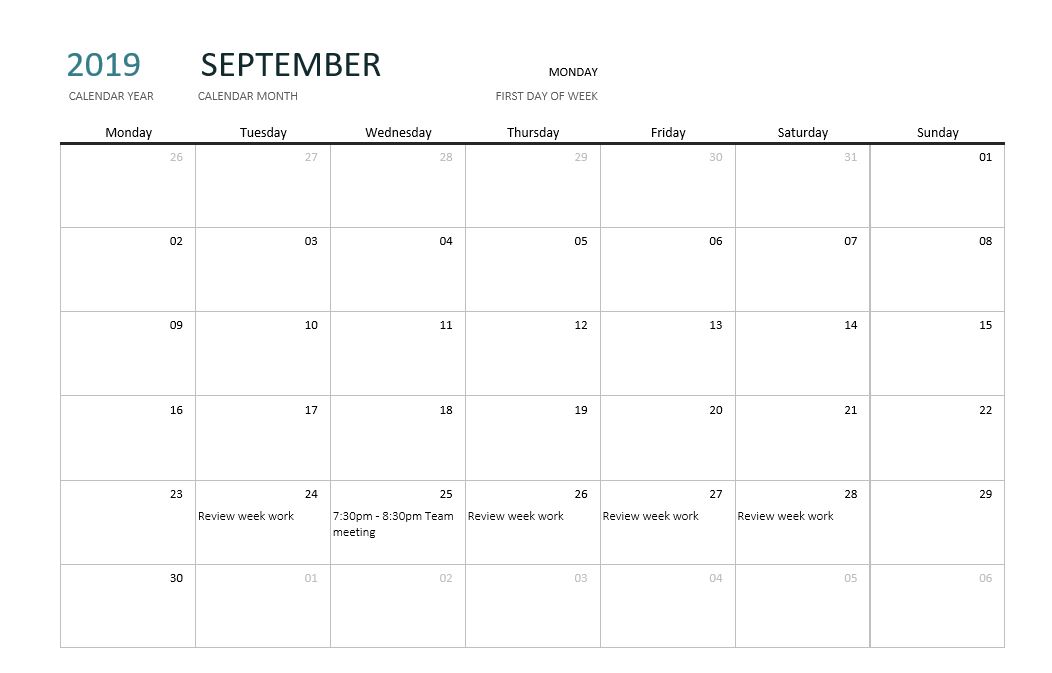 2019 SEPTEMBER MONDAY
CALENDAR YEAR CALENDAR MONTH FIRST DAY OF WEEK
Monday Tuesday Wednesday Thursday Friday Saturday Sunday
26 27 28 29 30 31 01
02 03 04 05 06 07 08
09 10 11 12 13 14 15
16 17 18 19 20 21 22
23 24 25 26 27 28 29
Review week work 7:30pm - 8:30pm Team Review week work Review week work Review week work
meeting
30 01 02 03 04 05 06